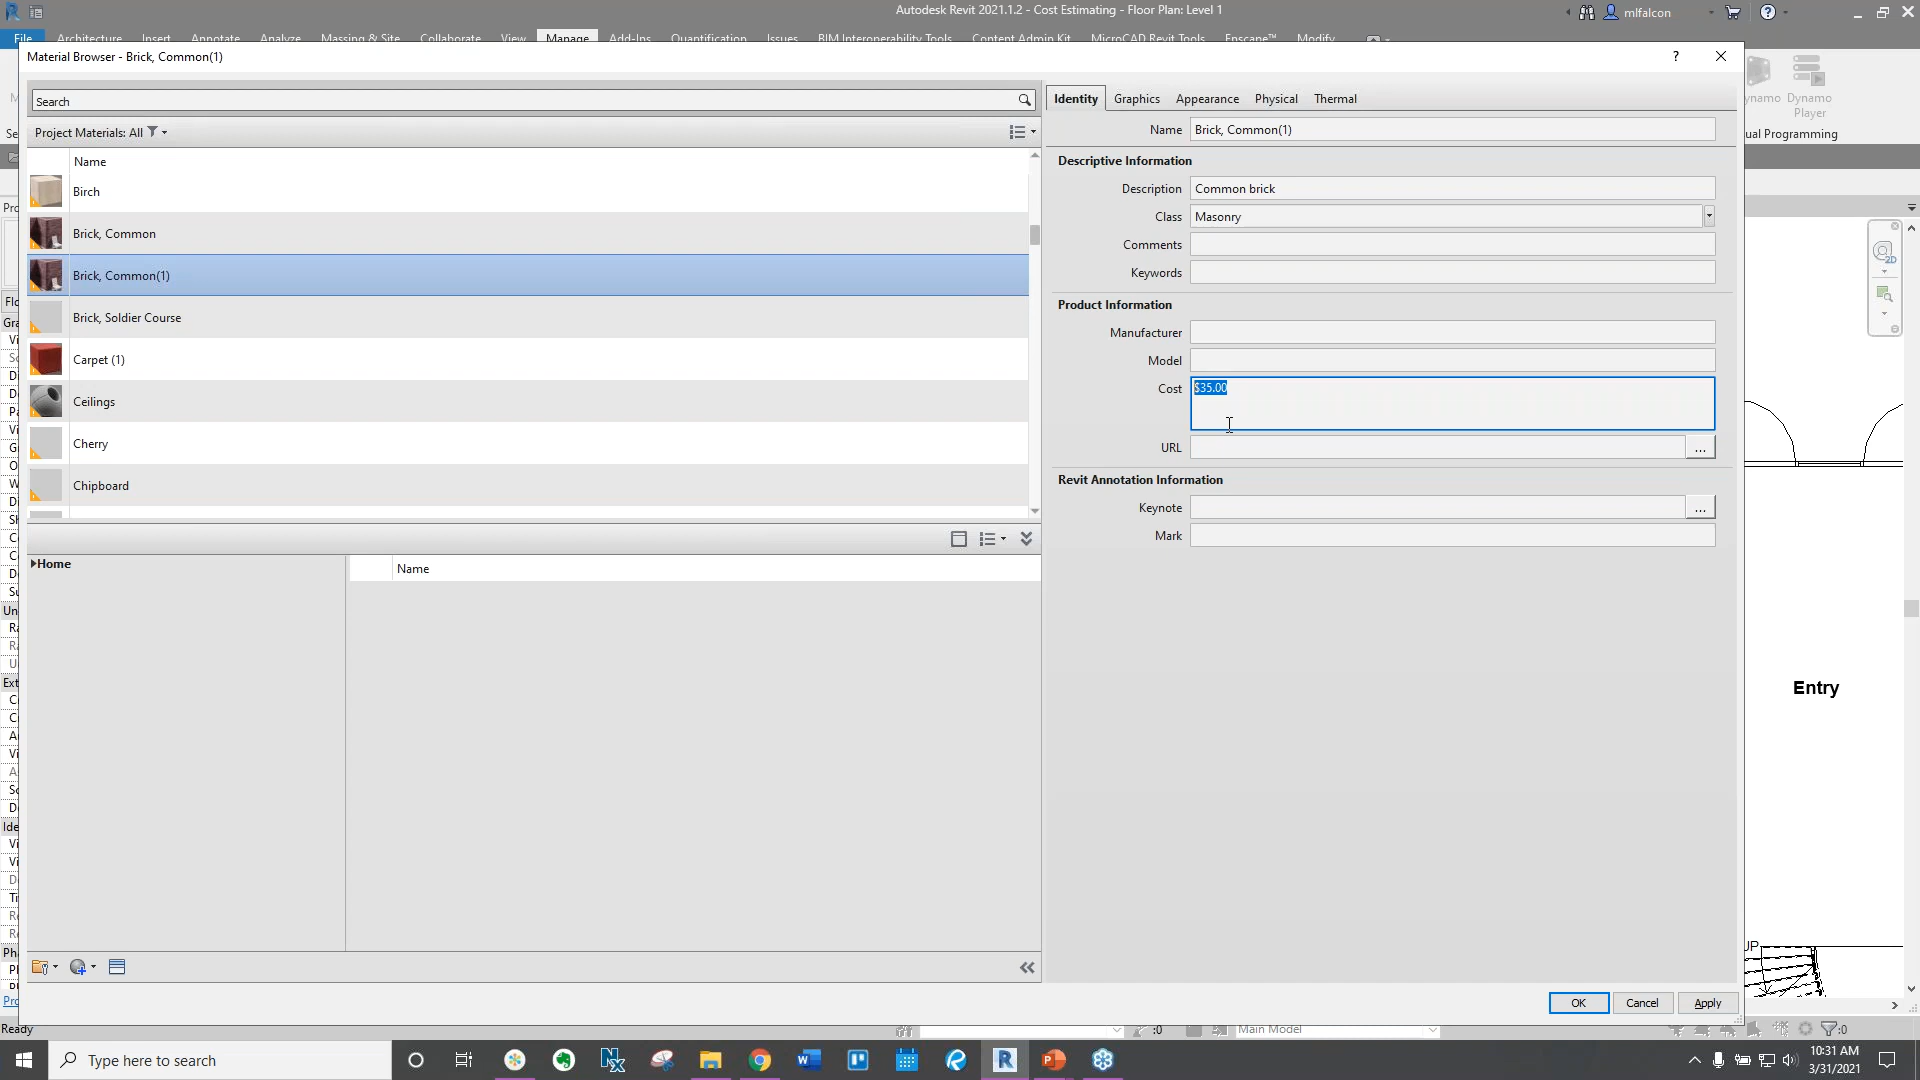 Autodesk Revit 2021.1.2 - Cost Estimating - Floor Plan: Level 1
mlfalcon
File Architecture Insert Annotate Analyze Massing & Site Collaborate View Manage Add-Ins Quantification Issues BIM Interoperability Tools Content Admin Kit MicroCAD Revit Tools Enscape™ Modify
Material Browser - Brick, Common(1)
?
Search
Project Materials: All
Name
Birch
Brick, Common
Brick, Common(1)
Brick, Soldier Course
Carpet (1)
Ceilings
Cherry
Chipboard
Home
Name
Identity Graphics Appearance Physical Thermal
Name Brick, Common(1)
Descriptive Information
Description Common brick
Class Masonry
Comments
Keywords
Product Information
Manufacturer
Model
Cost $35.00
URL ...
Revit Annotation Information
Keynote ...
Mark
OK Cancel Apply
Dynamo
Player
2D
Entry
UP
Ready
:0 Main Model :0
Type here to search
10:31 AM
3/31/2021